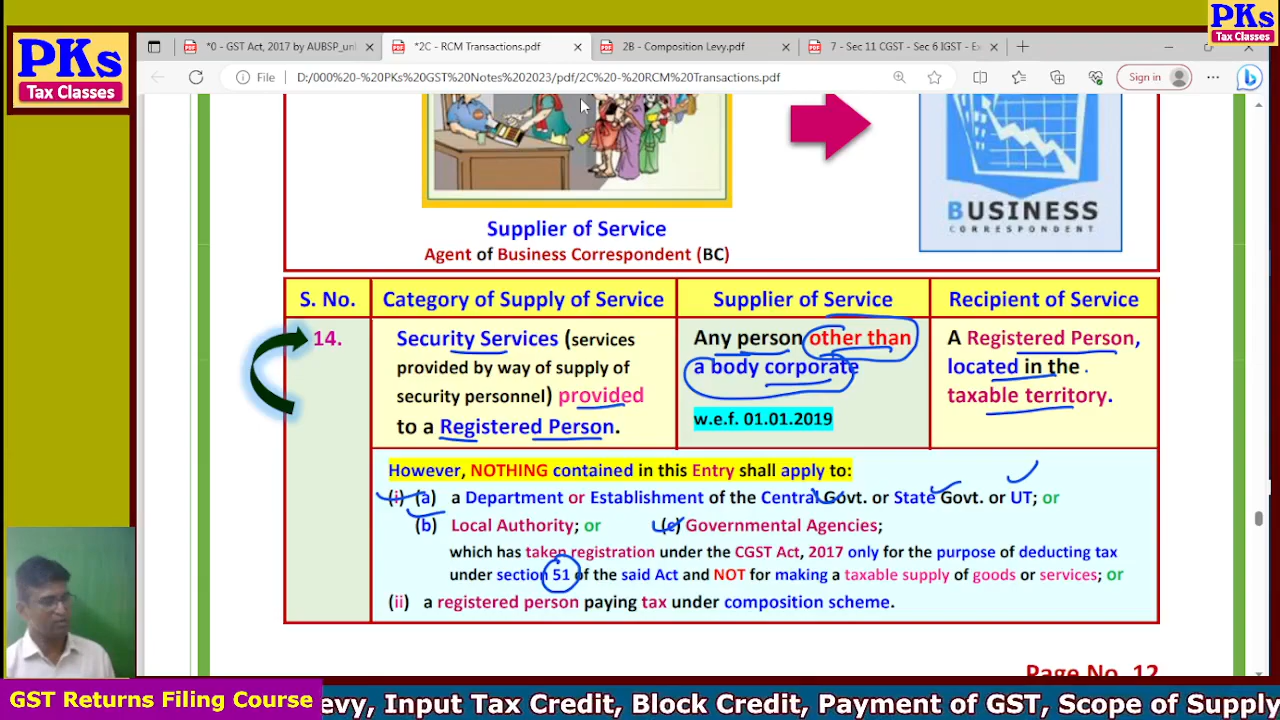 PKs
Tax Classes
PKs
Tax Classes
*0 - GST Act, 2017 by AUBSP_unl
*2C - RCM Transactions.pdf
2B - Composition Levy.pdf
7 - Sec 11 CGST - Sec 6 IGST - E
File
D:/000%20-%20PKs%20GST%20Notes%202023/pdf/2C%20-%20RCM%20Transactions.pdf
Sign in
Supplier of Service
Agent of Business Correspondent (BC)
BUSINESS
CORRESPONDENT
S. No.
Category of Supply of Service
Supplier of Service
Recipient of Service
14.
Security Services (services
provided by way of supply of
security personnel) provided
to a Registered Person.
Any person other than
a body corporate
w.e.f. 01.01.2019
A Registered Person,
located in the
taxable territory.
However, NOTHING contained in this Entry shall apply to:
(i) (a) a Department or Establishment of the Central Govt. or State Govt. or UT; or
(b) Local Authority; or (c) Governmental Agencies;
which has taken registration under the CGST Act, 2017 only for the purpose of deducting tax
under section 51 of the said Act and NOT for making a taxable supply of goods or services; or
(ii) a registered person paying tax under composition scheme.
Page No. 12
GST Returns Filing Course
evy, Input Tax Credit, Block Credit, Payment of GST, Scope of Supply